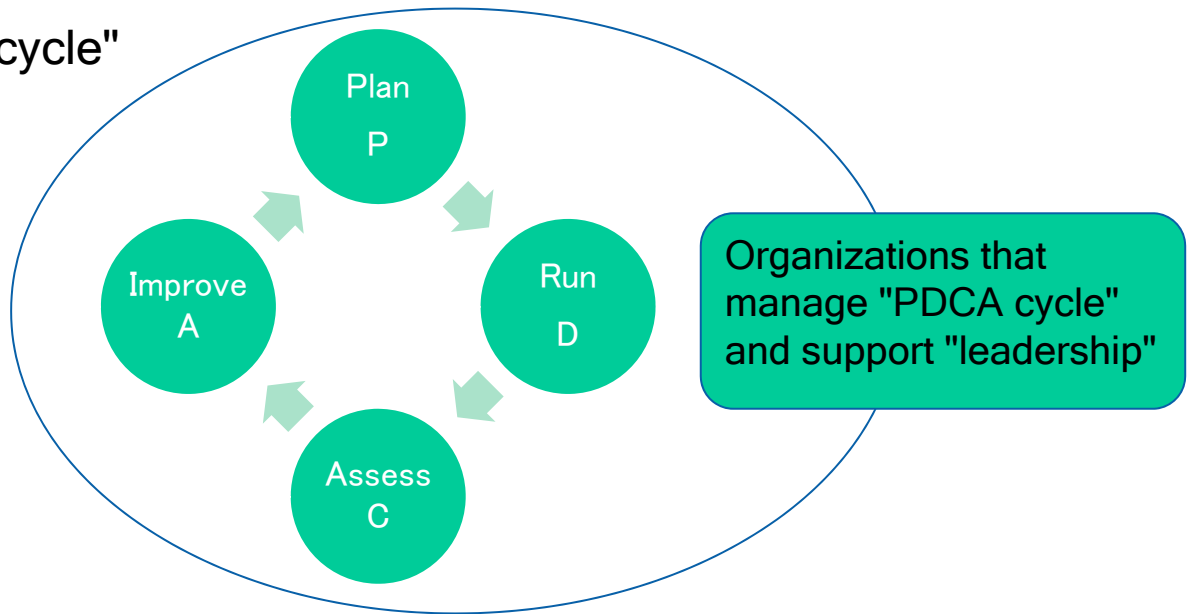 cycle"
Plan
P
Improve
A
Run
D
Organizations that
manage "PDCA cycle"
and support "leadership"
Assess
C